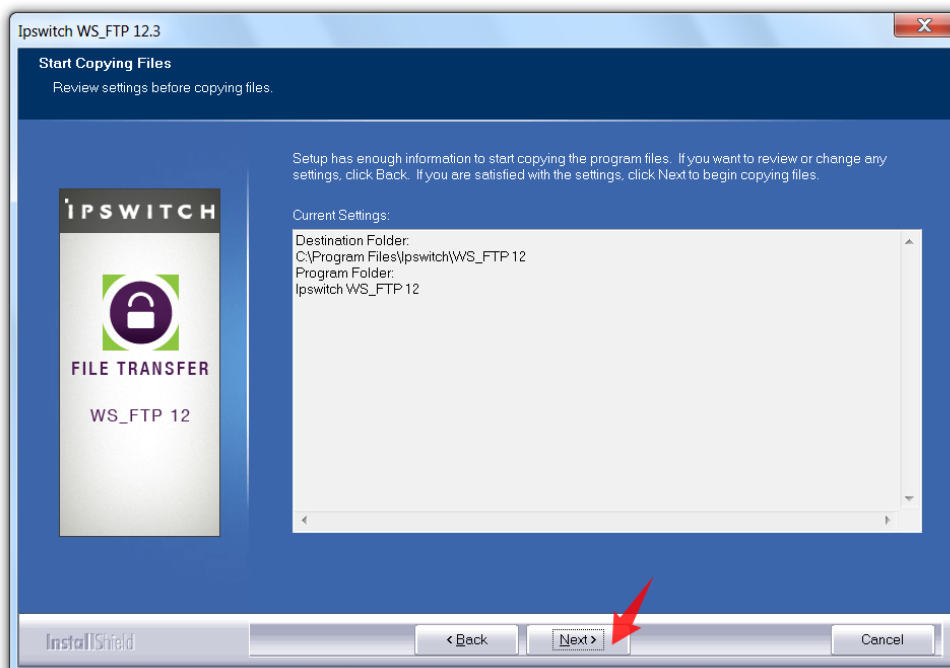 Ipswitch WS_FTP 12.3
Start Copying Files
Review settings before copying files.
Setup has enough information to start copying the program files. If you want to review or change any
settings, click Back. If you are satisfied with the settings, click Next to begin copying files.
IPSWITCH
FILE TRANSFER
WS_FTP 12
Current Settings:
Destination Folder:
C:\Program Files\Ipswitch\WS_FTP 12
Program Folder:
Ipswitch WS_FTP 12
InstallShield
< Back
Next >
Cancel